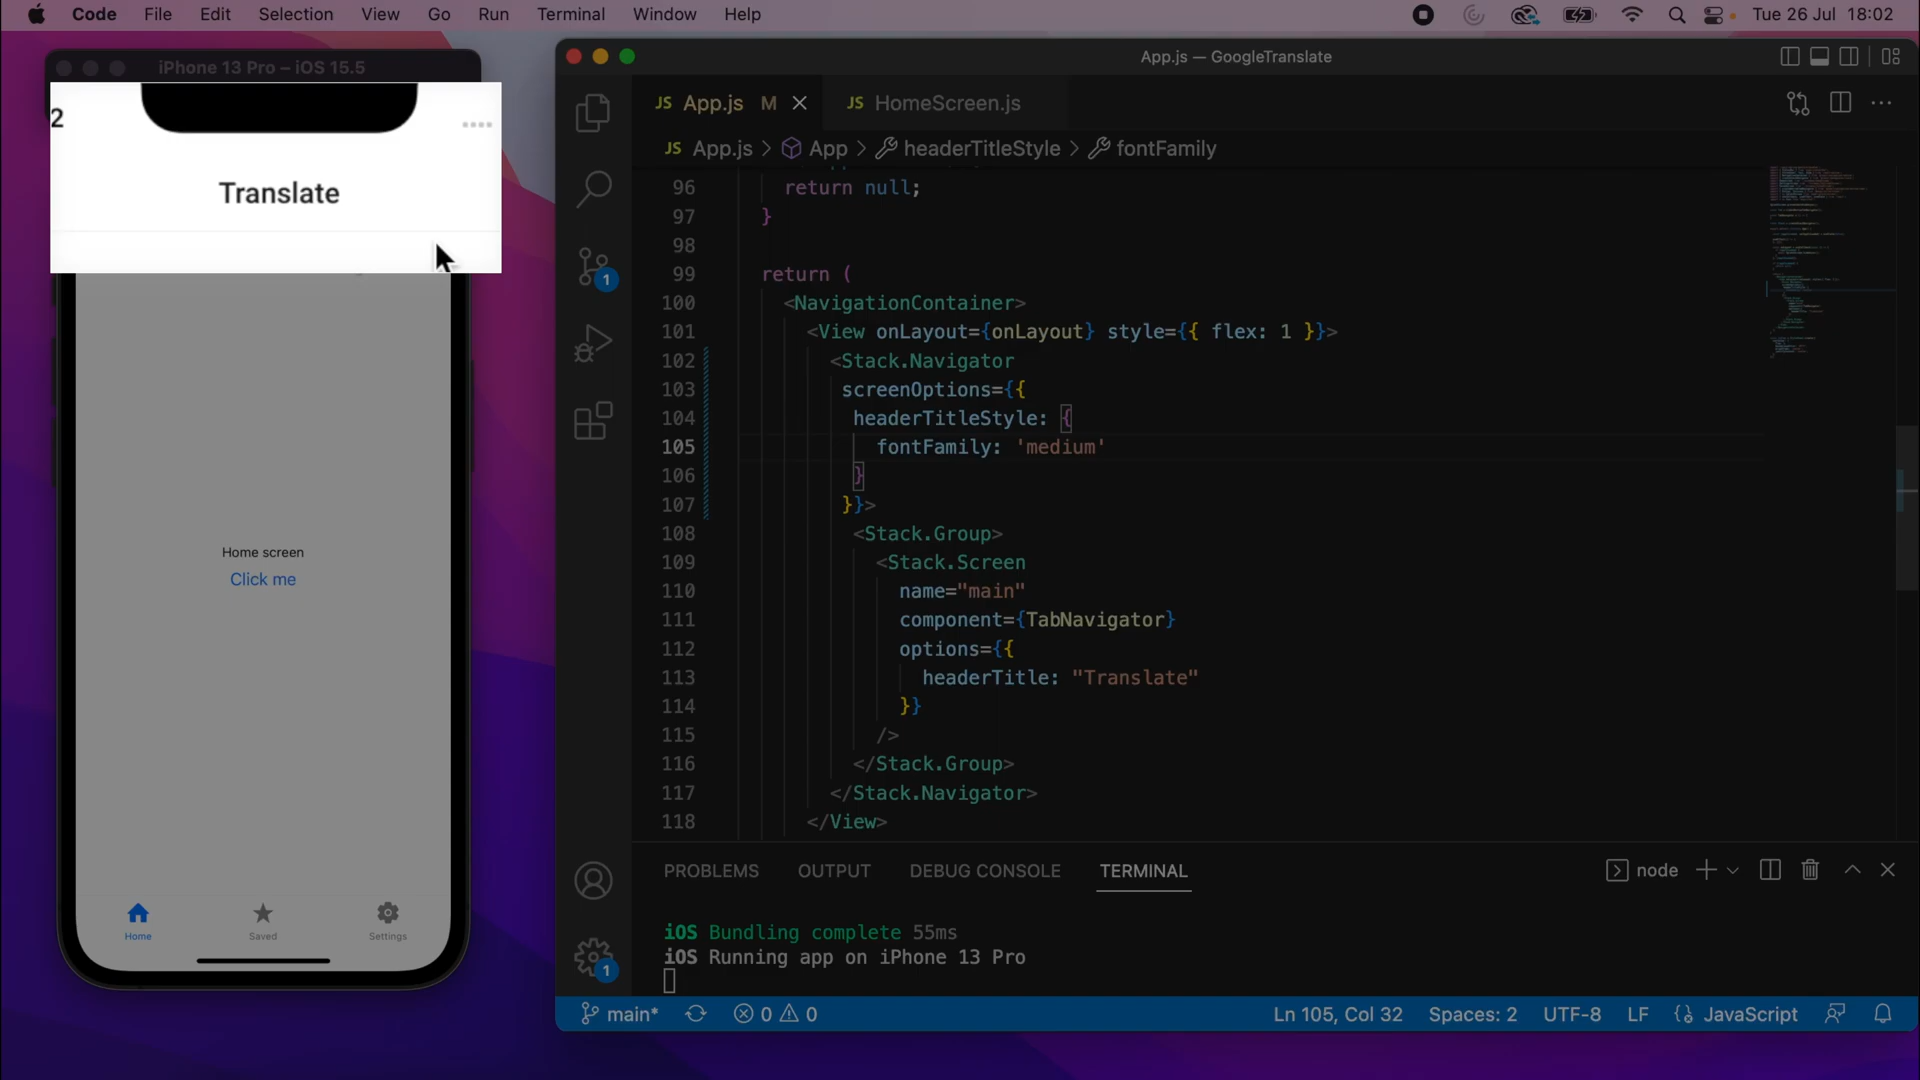 Code File Edit Selection View Go Run Terminal Window Help Tue 26 Jul 18:02
iPhone 13 Pro – iOS 15.5
2
Translate
Home screen
Click me
Home Saved Settings
App.js — GoogleTranslate
JS App.js M JS HomeScreen.js
JS App.js > App > headerTitleStyle > fontFamily
96 return null;
97 }
98
99 return (
100 <NavigationContainer>
101 <View onLayout={onLayout} style={{ flex: 1 }}>
102 <Stack.Navigator
103 screenOptions={{
104 headerTitleStyle: {
105 fontFamily: 'medium'
106 }
107 }}>
108 <Stack.Group>
109 <Stack.Screen
110 name="main"
111 component={TabNavigator}
112 options={{
113 headerTitle: "Translate"
114 }}
115 />
116 </Stack.Group>
117 </Stack.Navigator>
118 </View>
1
1
PROBLEMS OUTPUT DEBUG CONSOLE TERMINAL node
iOS Bundling complete 55ms
iOS Running app on iPhone 13 Pro
main* 0 0 Ln 105, Col 32 Spaces: 2 UTF-8 LF JavaScript